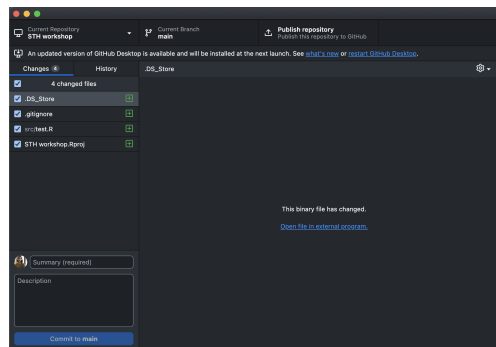 Current Repository
STH workshop
Current Branch
main
Publish repository
Publish this repository to GitHub
An updated version of GitHub Desktop is available and will be installed at the next launch. See what's new or restart GitHub Desktop.
Changes 4
History
.DS_Store
4 changed files
.DS_Store
.gitignore
src/test.R
STH workshop.Rproj
This binary file has changed.
Open file in external program.
Summary (required)
Description
Commit to main